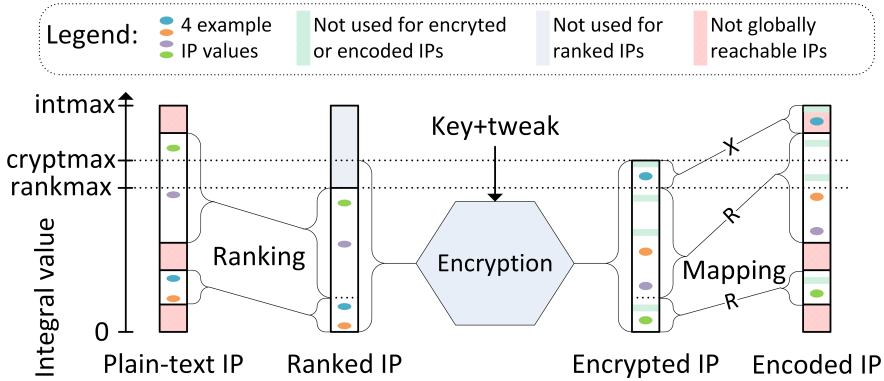 Legend:
4 example
IP values
Not used for encryted
or encoded IPs
Not used for
ranked IPs
Not globally
reachable IPs
intmax
cryptmax
rankmax
0
Integral value
Key+tweak
Ranking
Encryption
Mapping
X
R
R
Plain-text IP
Ranked IP
Encrypted IP
Encoded IP